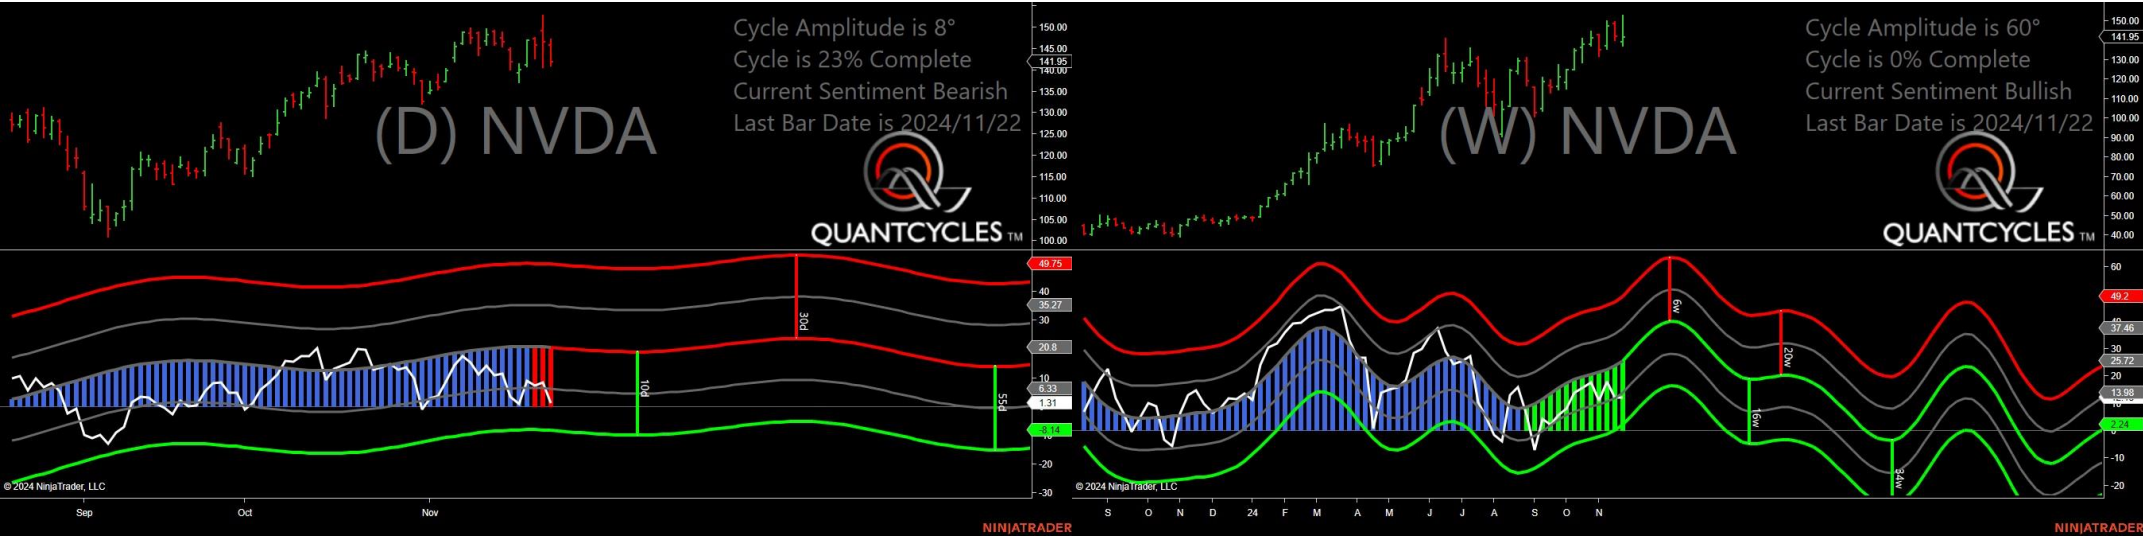 Cycle Amplitude is 8°
Cycle is 23% Complete
Current Sentiment Bearish
Last Bar Date is 2024/11/22
(D) NVDA
QUANTCYCLES TM
150.00
145.00
141.95
140.00
135.00
130.00
125.00
120.00
115.00
110.00
105.00
100.00
49.75
40
35.27
30
20.8
10
6.33
1.31
-8.14
-20
-30
30d
10d
55d
© 2024 NinjaTrader, LLC
Sep Oct Nov
NINJATRADER
Cycle Amplitude is 60°
Cycle is 0% Complete
Current Sentiment Bullish
Last Bar Date is 2024/11/22
(W) NVDA
QUANTCYCLES TM
150.00
141.95
130.00
120.00
110.00
100.00
90.00
80.00
70.00
60.00
50.00
40.00
60
49.2
37.46
25.72
20
13.98
2.24
-10
-20
6w
20w
16w
34w
© 2024 NinjaTrader, LLC
S O N D 24 F M A M J J A S O N
NINJATRADER